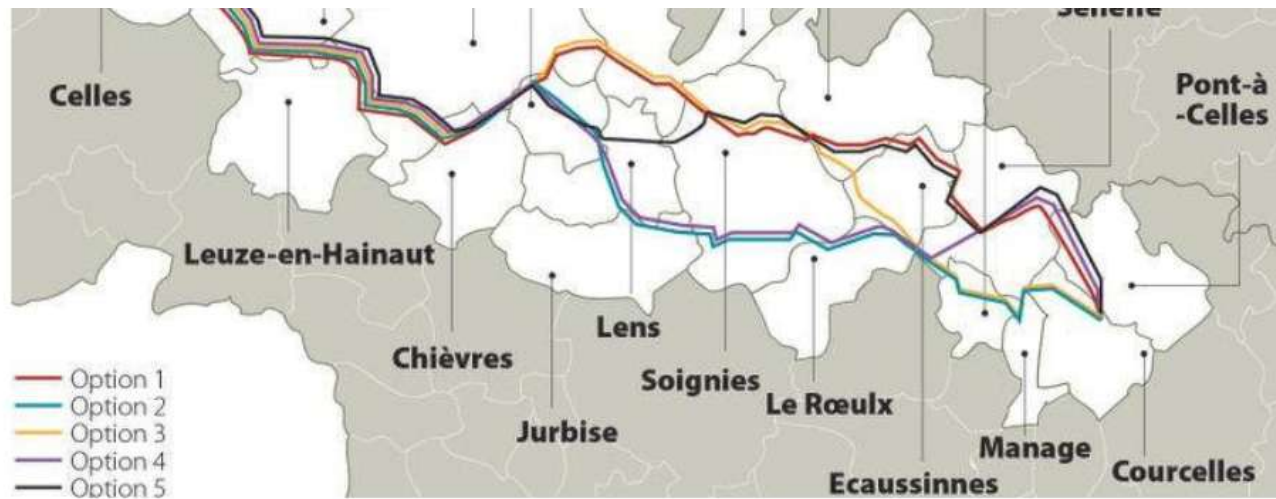 Seneffe
Celles
Pont-à
-Celles
Leuze-en-Hainaut
Lens
Chièvres
Soignies
Le Rœulx
Jurbise
Manage
Ecaussinnes
Courcelles
Option 1
Option 2
Option 3
Option 4
Option 5